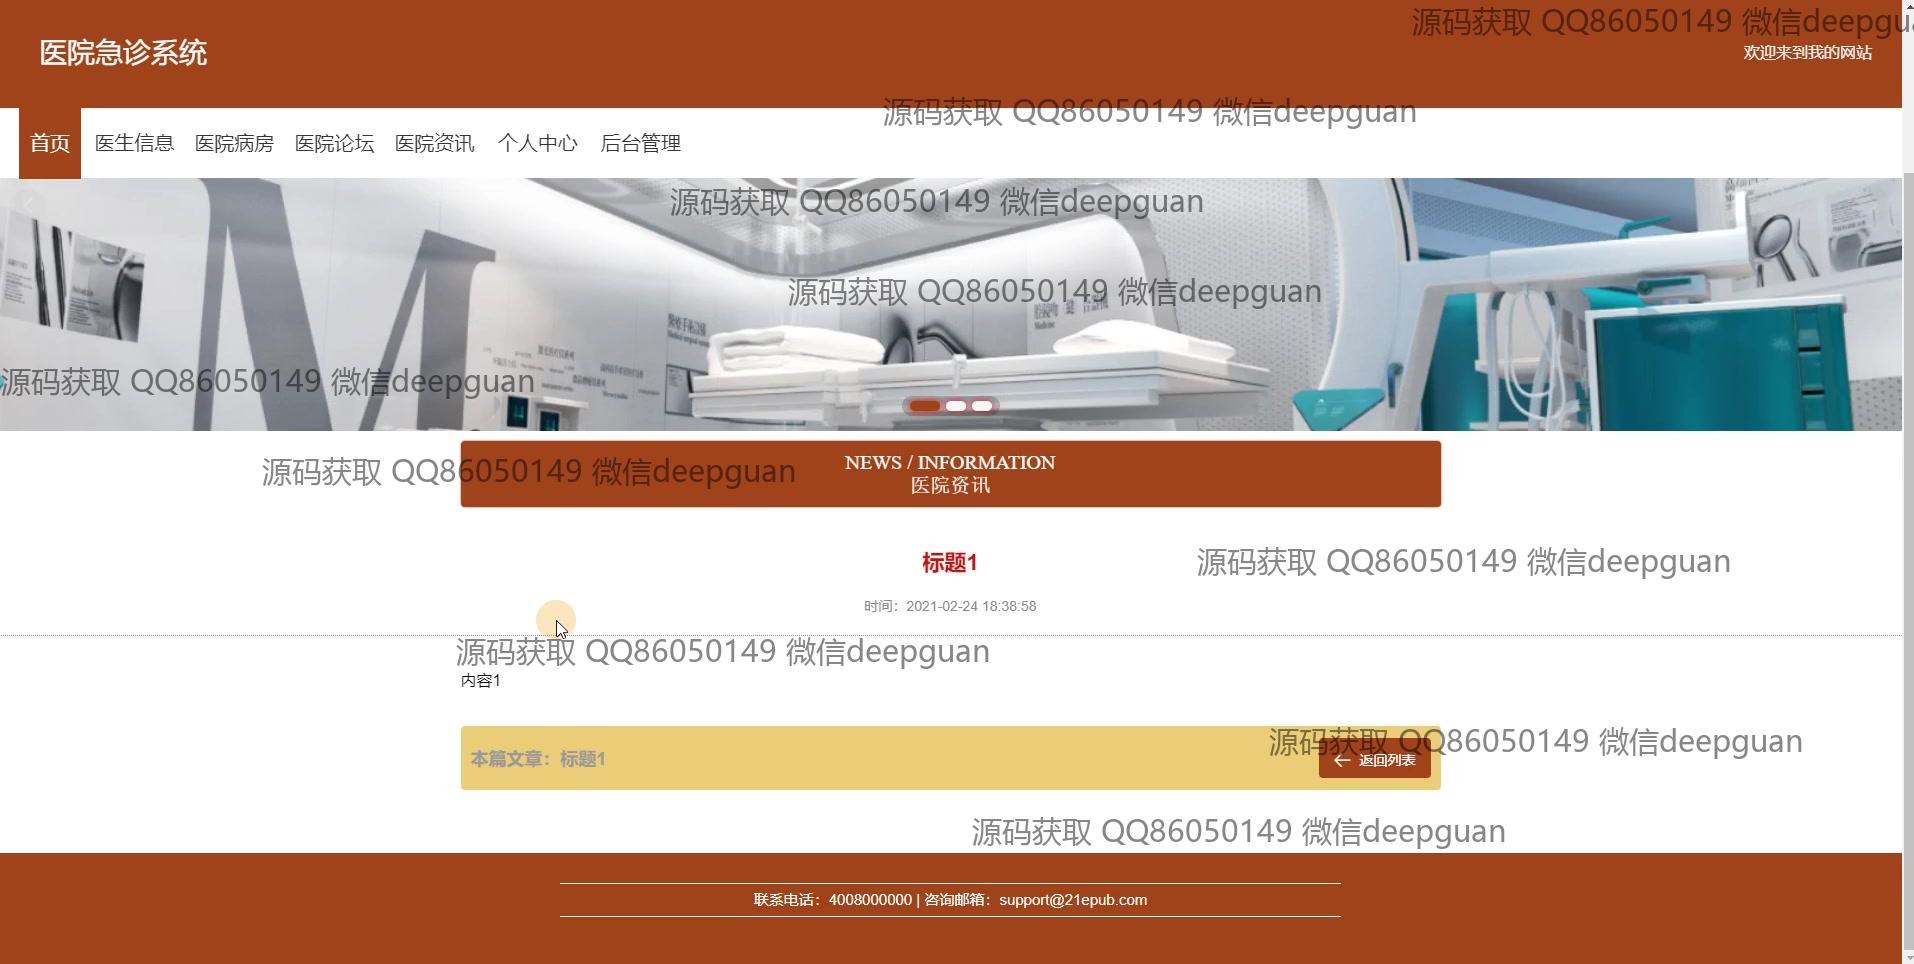 源码获取 QQ86050149 微信deepgu
医院急诊系统
欢迎来到我的网站
源码获取 QQ86050149 微信deepguan
首页 医生信息 医院病房 医院论坛 医院资讯 个人中心 后台管理
源码获取 QQ86050149 微信deepguan
源码获取 QQ86050149 微信deepguan
源码获取 QQ86050149 微信deepguan
NEWS / INFORMATION
源码获取 QQ86050149 微信deepguan
医院资讯
标题1
源码获取 QQ86050149 微信deepguan
时间：2021-02-24 18:38:58
源码获取 QQ86050149 微信deepguan
内容1
源码获取 QQ86050149 微信deepguan
本篇文章：标题1
返回列表
源码获取 QQ86050149 微信deepguan
联系电话：4008000000 | 咨询邮箱：support@21epub.com